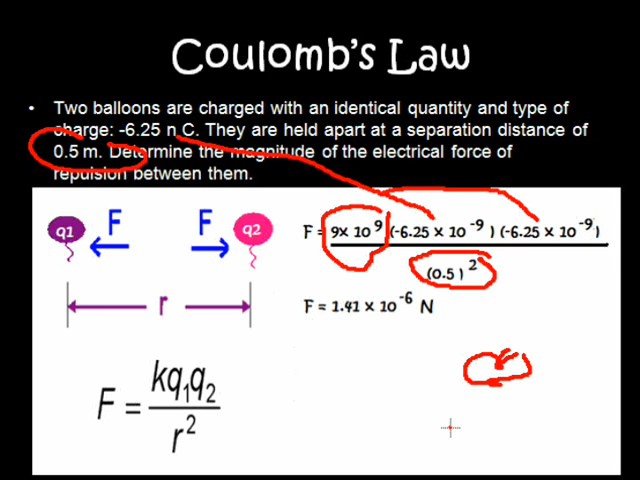 Coulomb's Law
• Two balloons are charged with an identical quantity and type of
charge: -6.25 n C. They are held apart at a separation distance of
0.5 m. Determine the magnitude of the electrical force of
repulsion between them.
q1 F F q2
r
F = kq₁q₂
r²
F = 9x 10 ⁹ (-6.25 x 10 ⁻⁹ ) (-6.25 x 10 ⁻⁹ )
(0.5 ) ²
F = 1.41 x 10⁻⁶ N